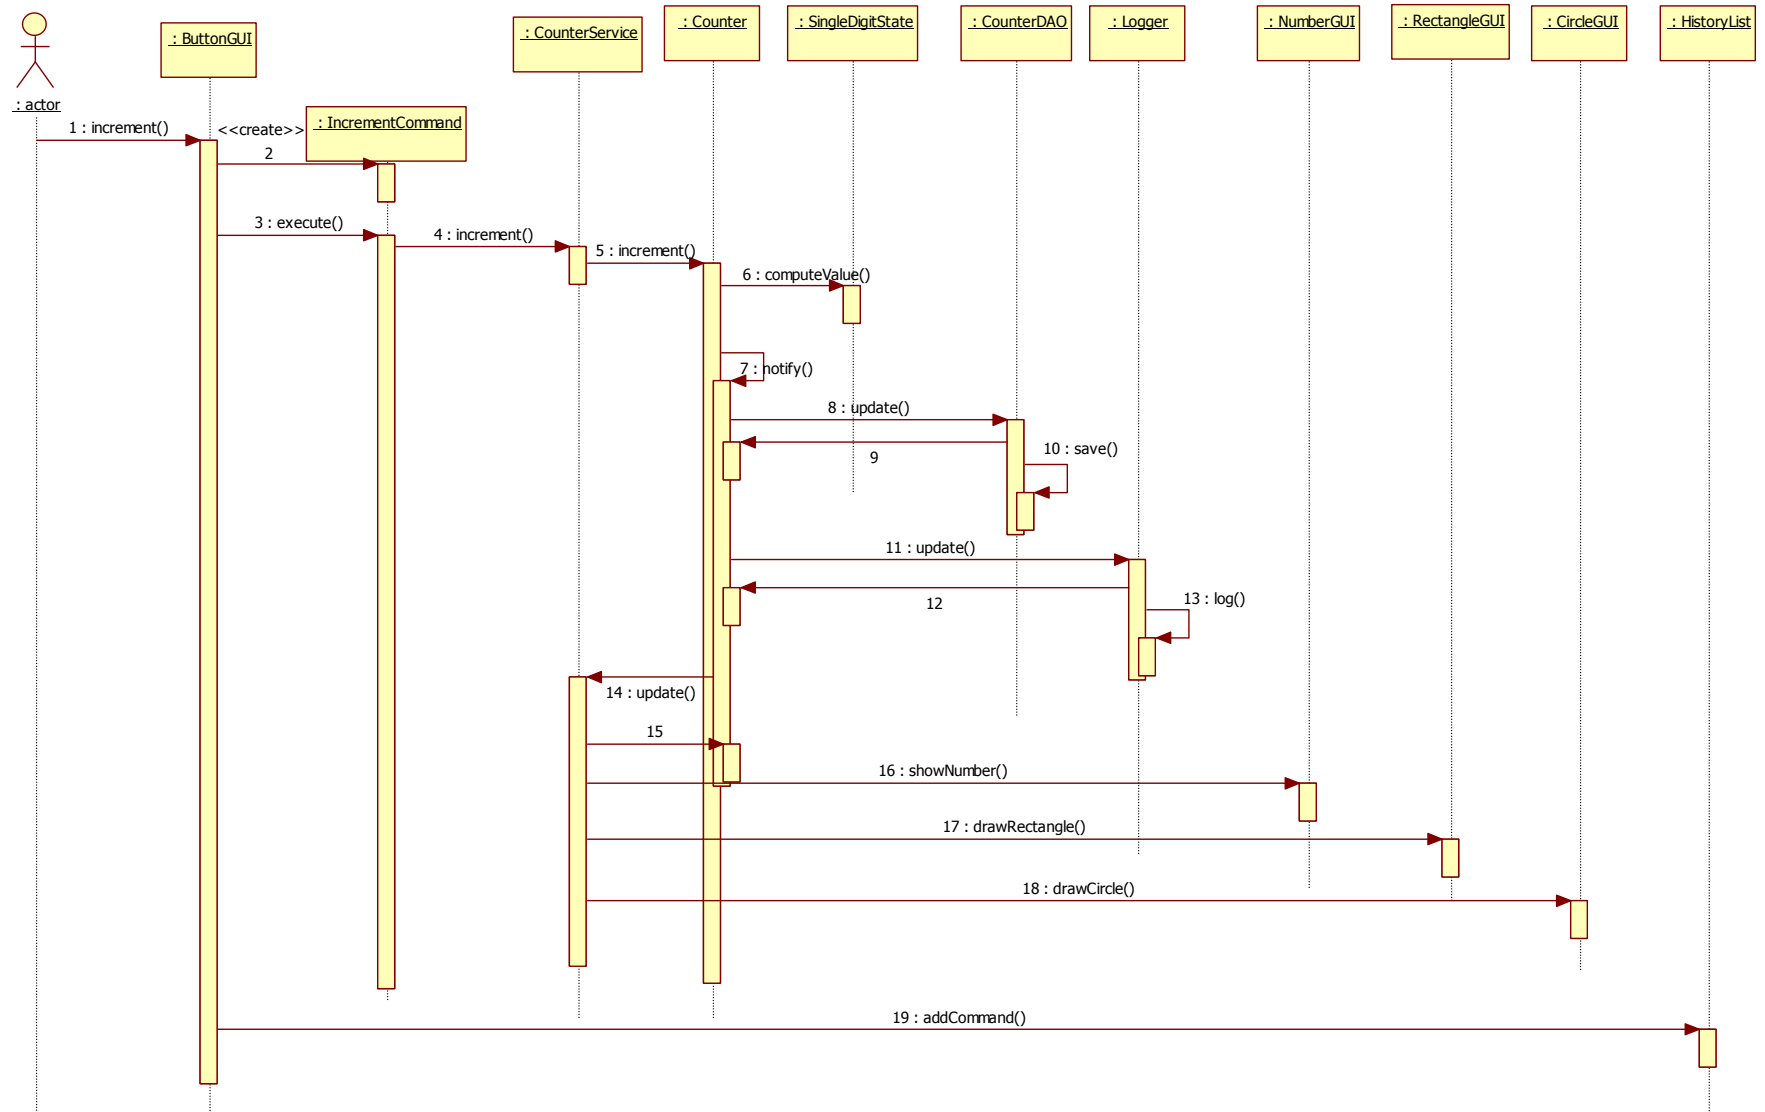 : ButtonGUI
: CounterService
: Counter
: SingleDigitState
: CounterDAO
: Logger
: NumberGUI
: RectangleGUI
: CircleGUI
: HistoryList
: actor
: IncrementCommand
1 : increment()
<<create>>
2
3 : execute()
4 : increment()
5 : increment()
6 : computeValue()
7 : notify()
8 : update()
9
10 : save()
11 : update()
12
13 : log()
14 : update()
15
16 : showNumber()
17 : drawRectangle()
18 : drawCircle()
19 : addCommand()